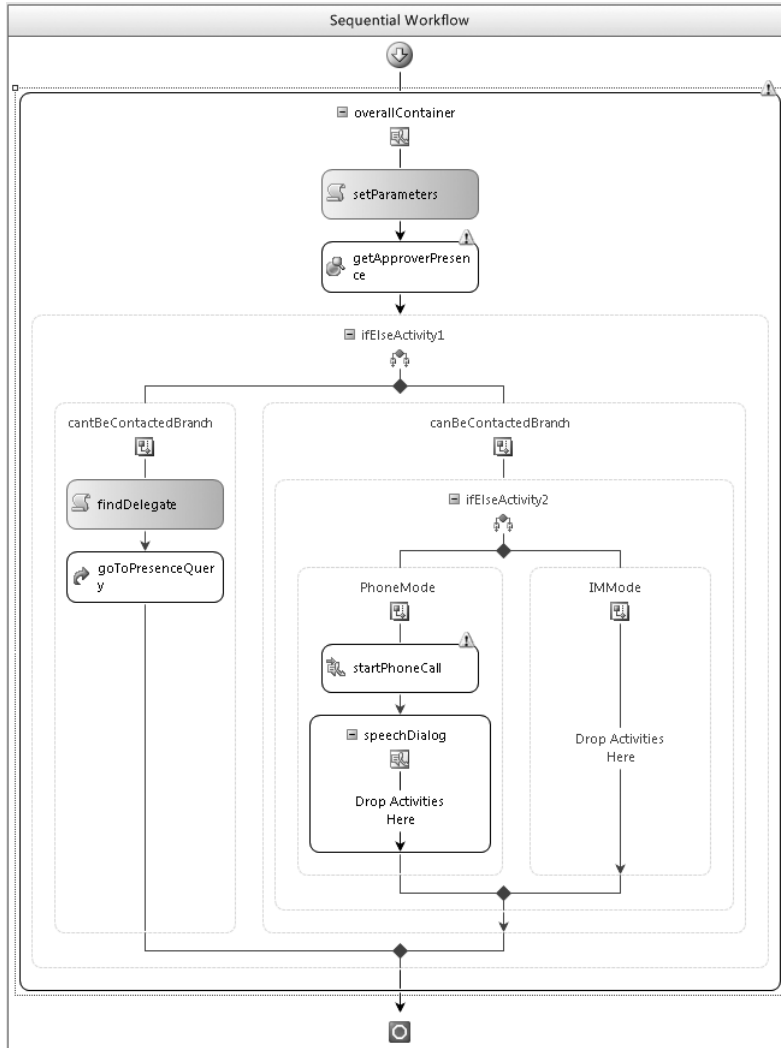 Sequential Workflow
overallContainer
setParameters
getApproverPresen
ce
ifElseActivity1
cantBeContactedBranch
canBeContactedBranch
findDelegate
ifElseActivity2
goToPresenceQuer
y
PhoneMode
IMMode
startPhoneCall
speechDialog
Drop Activities
Here
Drop Activities
Here